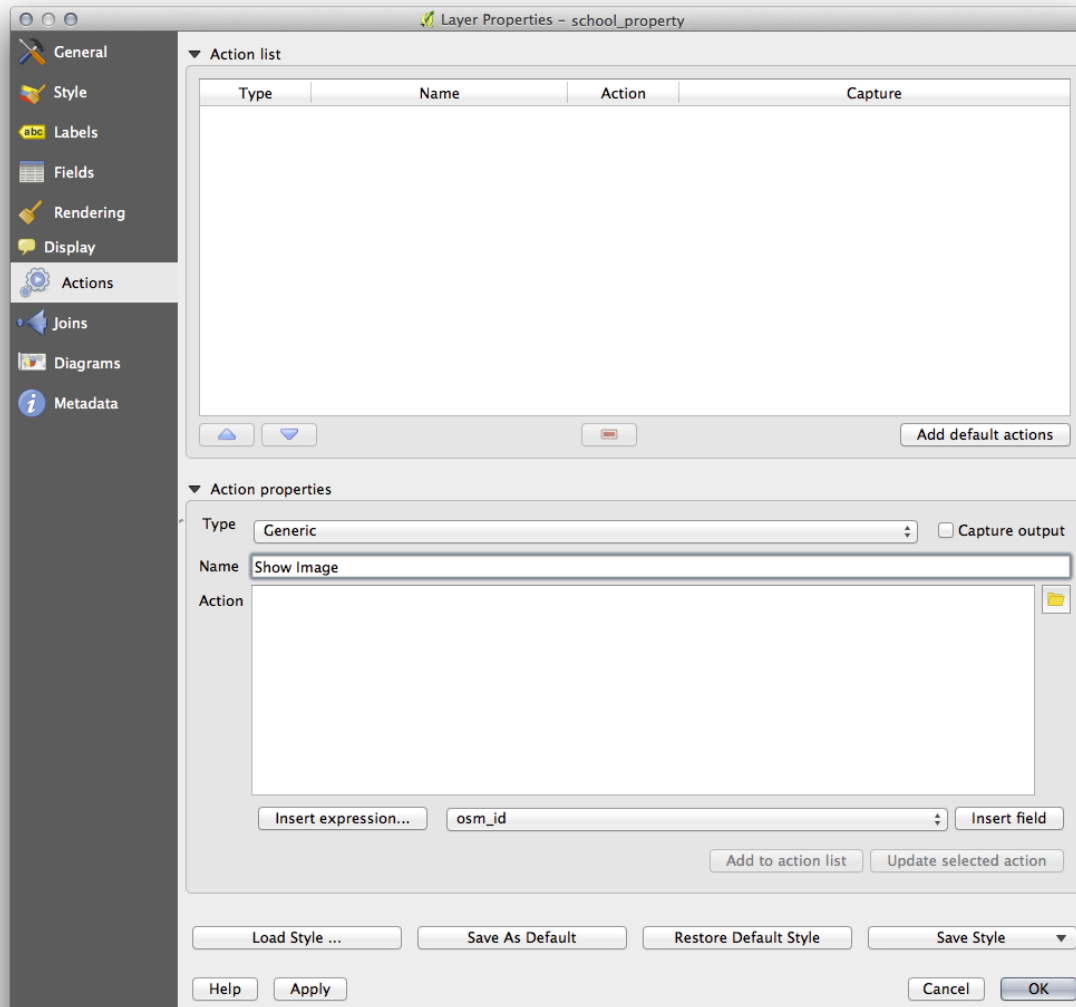 Layer Properties – school_property
General
Style
abc Labels
Fields
Rendering
Display
Actions
Joins
Diagrams
i Metadata
Action list
Type Name Action Capture
Add default actions
Action properties
Type Generic Capture output
Name Show Image
Action
Insert expression... osm_id Insert field
Add to action list Update selected action
Load Style ... Save As Default Restore Default Style Save Style
Help Apply Cancel OK